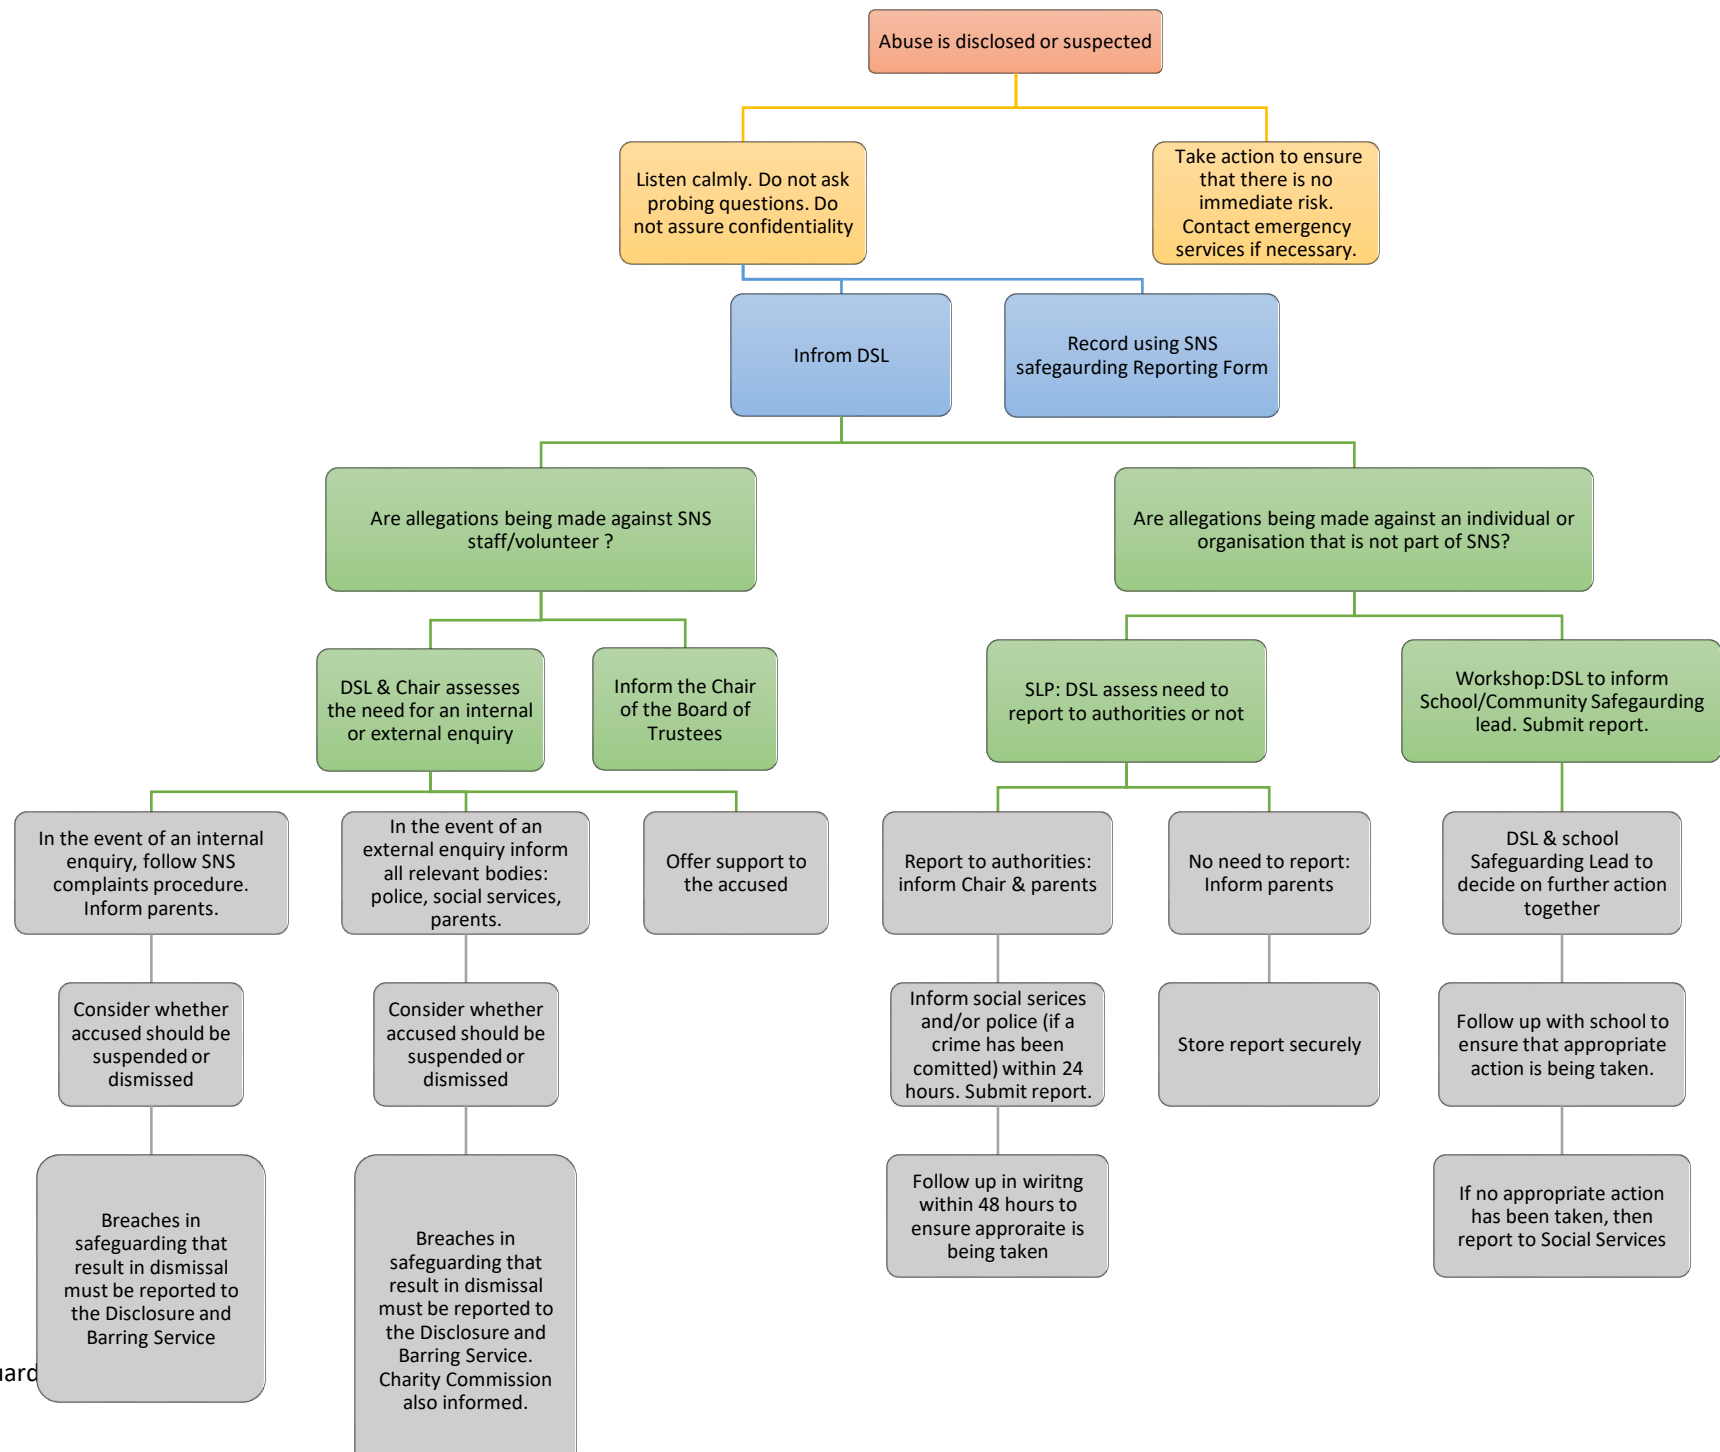 Abuse is disclosed or suspected
Listen calmly. Do not ask
probing questions. Do
not assure confidentiality
Take action to ensure
that there is no
immediate risk.
Contact emergency
services if necessary.
Infrom DSL
Record using SNS
safegaurding Reporting Form
Are allegations being made against SNS
staff/volunteer ?
Are allegations being made against an individual or
organisation that is not part of SNS?
DSL & Chair assesses
the need for an internal
or external enquiry
Inform the Chair
of the Board of
Trustees
SLP: DSL assess need to
report to authorities or not
Workshop:DSL to inform
School/Community Safegaurding
lead. Submit report.
In the event of an internal
enquiry, follow SNS
complaints procedure.
Inform parents.
In the event of an
external enquiry inform
all relevant bodies:
police, social services,
parents.
Offer support to
the accused
Report to authorities:
inform Chair & parents
No need to report:
Inform parents
DSL & school
Safeguarding Lead to
decide on further action
together
Consider whether
accused should be
suspended or
dismissed
Consider whether
accused should be
suspended or
dismissed
Inform social serices
and/or police (if a
crime has been
comitted) within 24
hours. Submit report.
Store report securely
Follow up with school to
ensure that appropriate
action is being taken.
Breaches in
safeguarding that
result in dismissal
must be reported to
the Disclosure and
Barring Service
Breaches in
safeguarding that
result in dismissal
must be reported to
the Disclosure and
Barring Service.
Charity Commission
also informed.
Follow up in wiritng
within 48 hours to
ensure approraite is
being taken
If no appropriate action
has been taken, then
report to Social Services